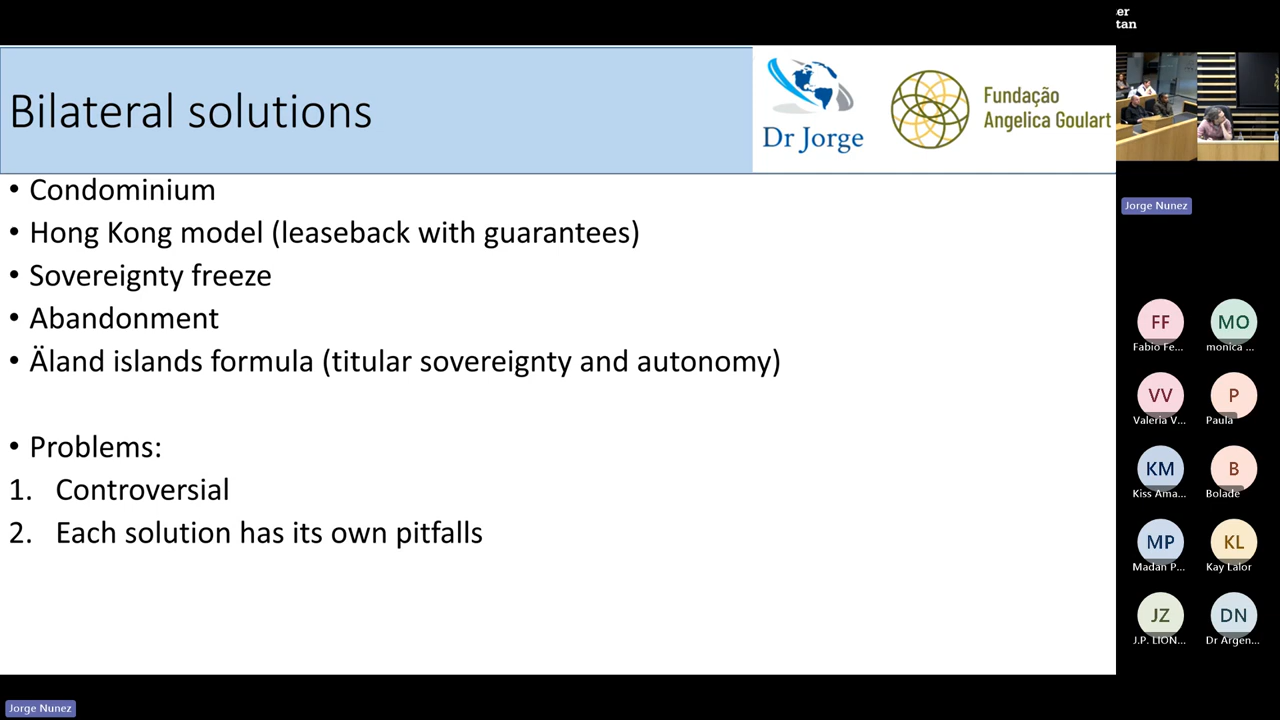 er
tan
Bilateral solutions
Dr Jorge
Fundação
Angelica Goulart
• Condominium
• Hong Kong model (leaseback with guarantees)
• Sovereignty freeze
• Abandonment
• Äland islands formula (titular sovereignty and autonomy)
• Problems:
1. Controversial
2. Each solution has its own pitfalls
Jorge Nunez
FF
MO
Fabio Fe...
monica ...
VV
P
Valeria V...
Paula
KM
B
Kiss Ama...
Bolade
MP
KL
Madan P...
Kay Lalor
JZ
DN
J.P. LION...
Dr Argen...
Jorge Nunez